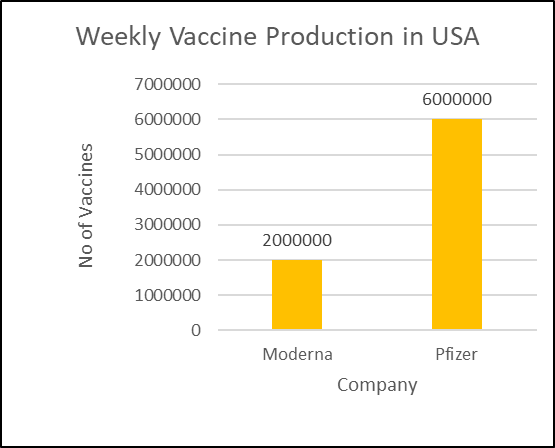 Weekly Vaccine Production in USA
7000000
6000000
5000000
4000000
3000000
2000000
1000000
0
No of Vaccines
2000000
6000000
Moderna
Pfizer
Company